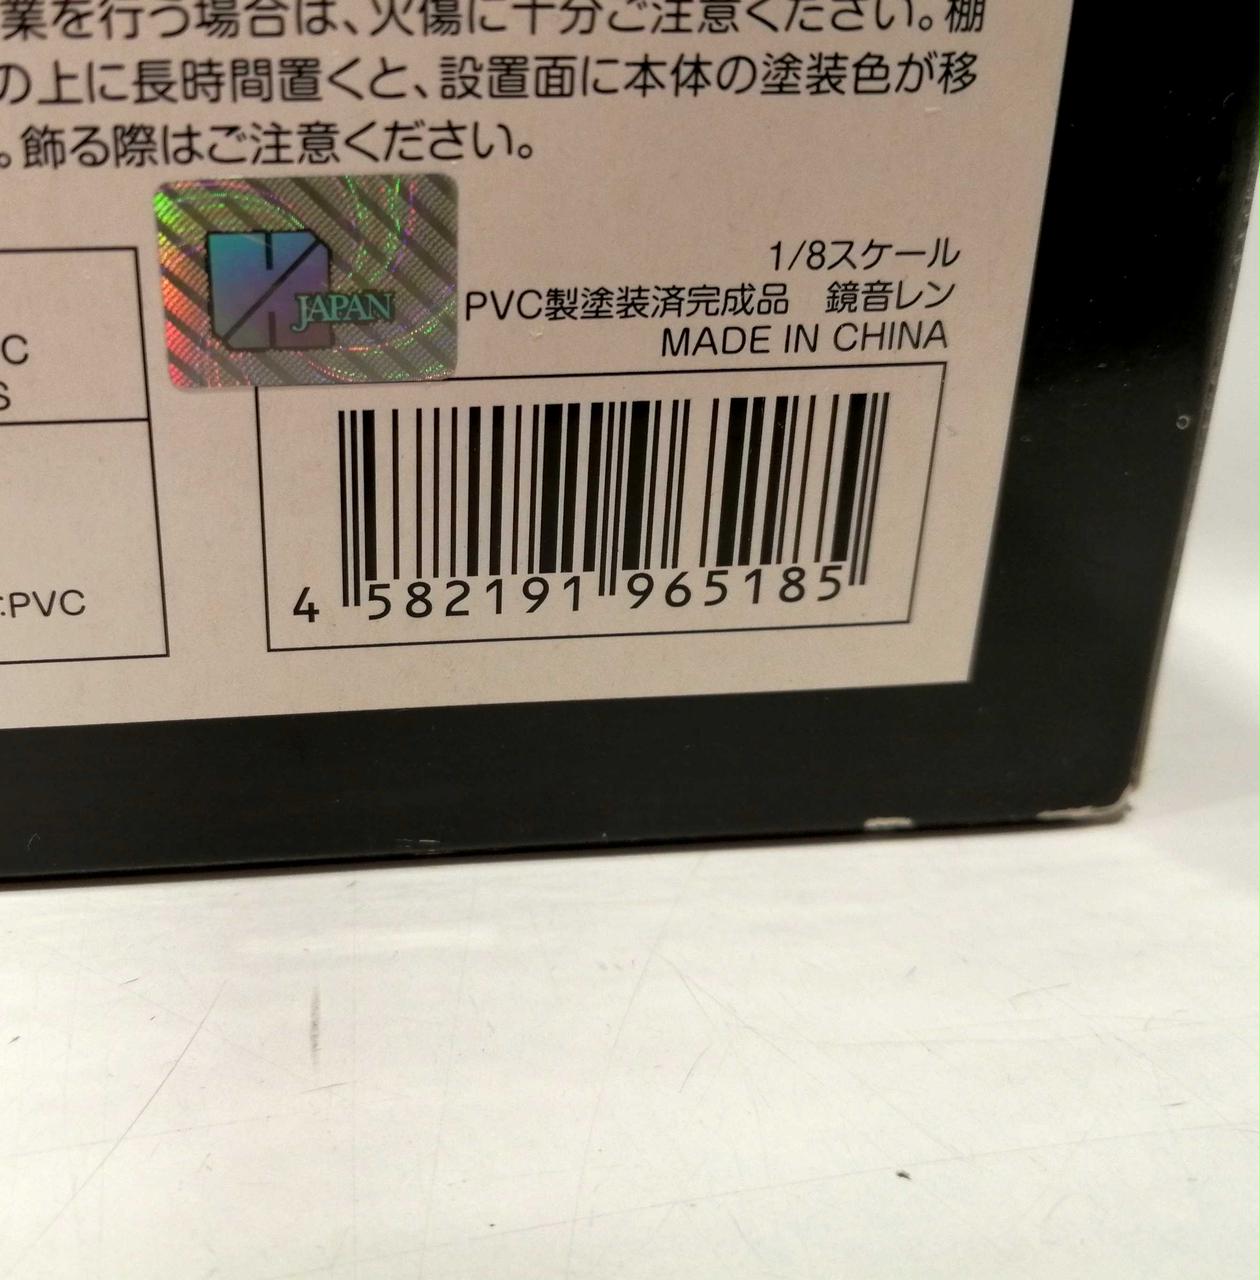 業を行う場合は、火傷に十分ご注意ください。棚
の上に長時間置くと、設置面に本体の塗装色が移
。飾る際はご注意ください。
JAPAN
1/8スケール
PVC製塗装済完成品　鏡音レン
MADE IN CHINA
C
S
:PVC
4 582191 965185